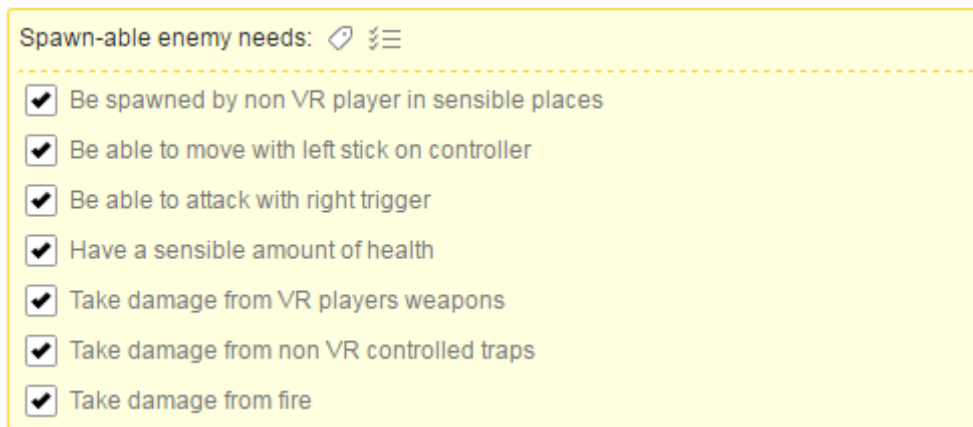 Spawn-able enemy needs:
Be spawned by non VR player in sensible places
Be able to move with left stick on controller
Be able to attack with right trigger
Have a sensible amount of health
Take damage from VR players weapons
Take damage from non VR controlled traps
Take damage from fire